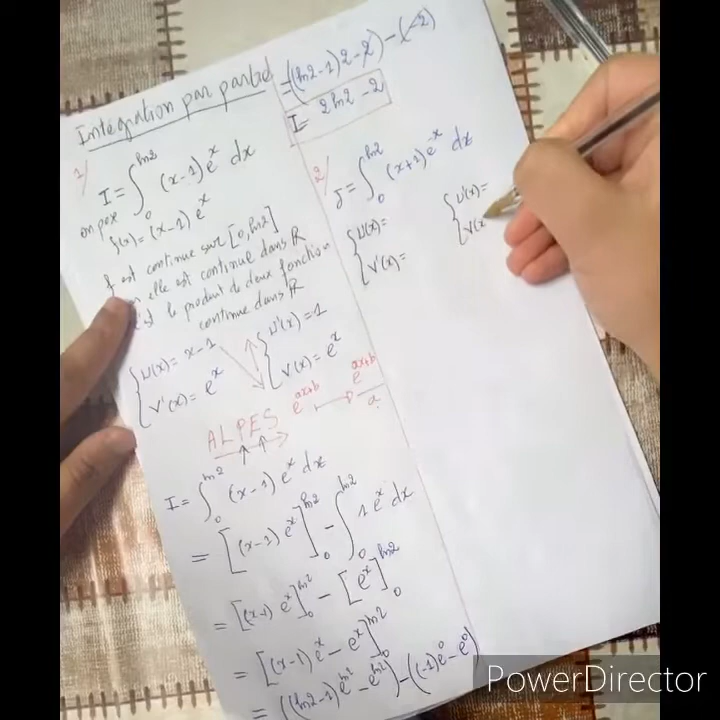 Intégration par partie
1/
I = ∫₀^ln2 (x-1) e^x dx
on pose
f(x) = (x-1) e^x
f est continue sur [0, ln2]
elle est continue dans R
est le produit de deux fonction
continue dans R
{ U(x) = x-1 { U'(x) = 1
V'(x) = e^x V(x) = e^x
ALPES e^(ax+b) → e^(ax+b)/a
I = ∫₀^ln2 (x-1) e^x dx
= [(x-1) e^x]₀^ln2 - ∫₀^ln2 1 e^x dx
= [(x-1) e^x]₀^ln2 - [e^x]₀^ln2
= [(x-1) e^x - e^x]₀^ln2
= ((ln2-1) e^ln2 - e^ln2) - ((-1) e^0 - e^0)
= ((ln2-1) 2 - 2) - (-2)
I = 2 ln2 - 2
2/
J = ∫₀^ln2 (x+1) e^-x dx
{ U(x) = { U'(x) =
V'(x) = V(x
PowerDirector